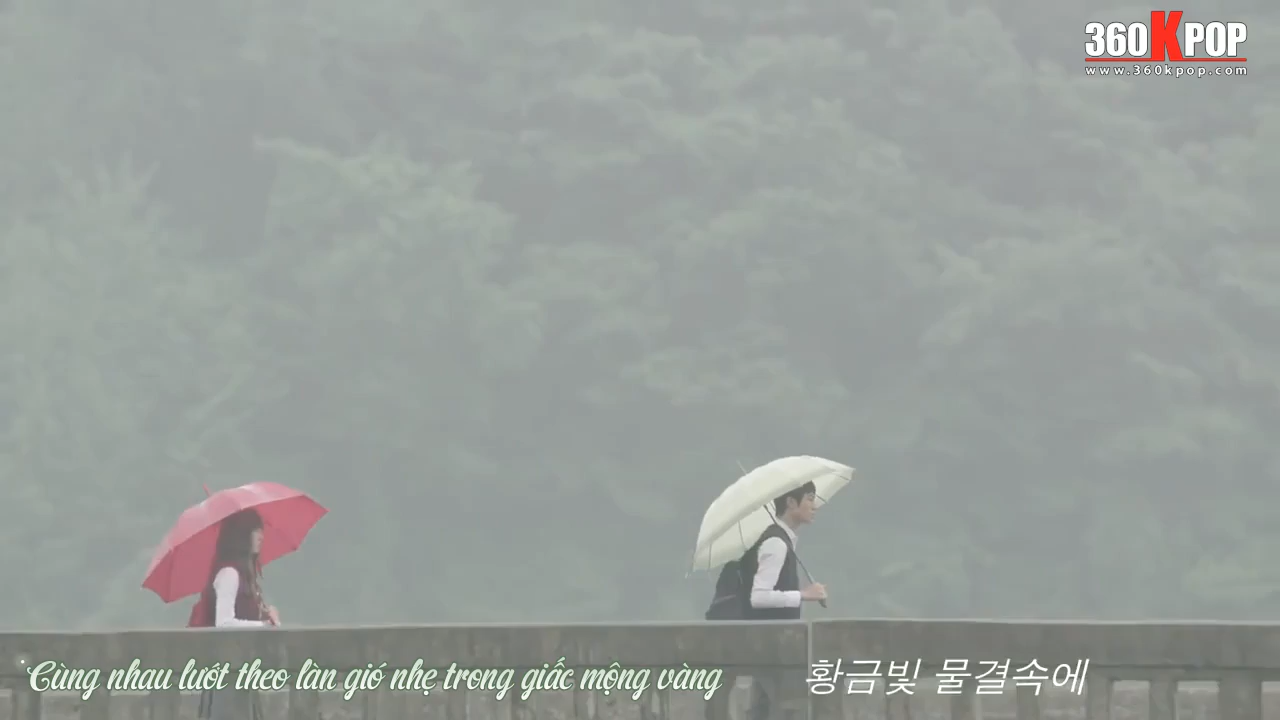 360KPOP
www.360kpop.com
Cùng nhau lướt theo làn gió nhẹ trong giấc mộng vàng
황금빛 물결속에